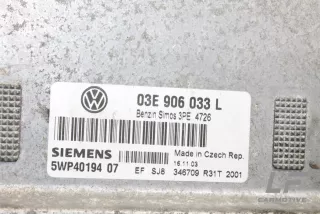 03E 906 033 L
Benzin Simos 3PE 4726
Made in Czech Rep.
SIEMENS
16.11.03
5WP40194 07
EF SJ8 346709 R31T 2001
CARMOTIVE